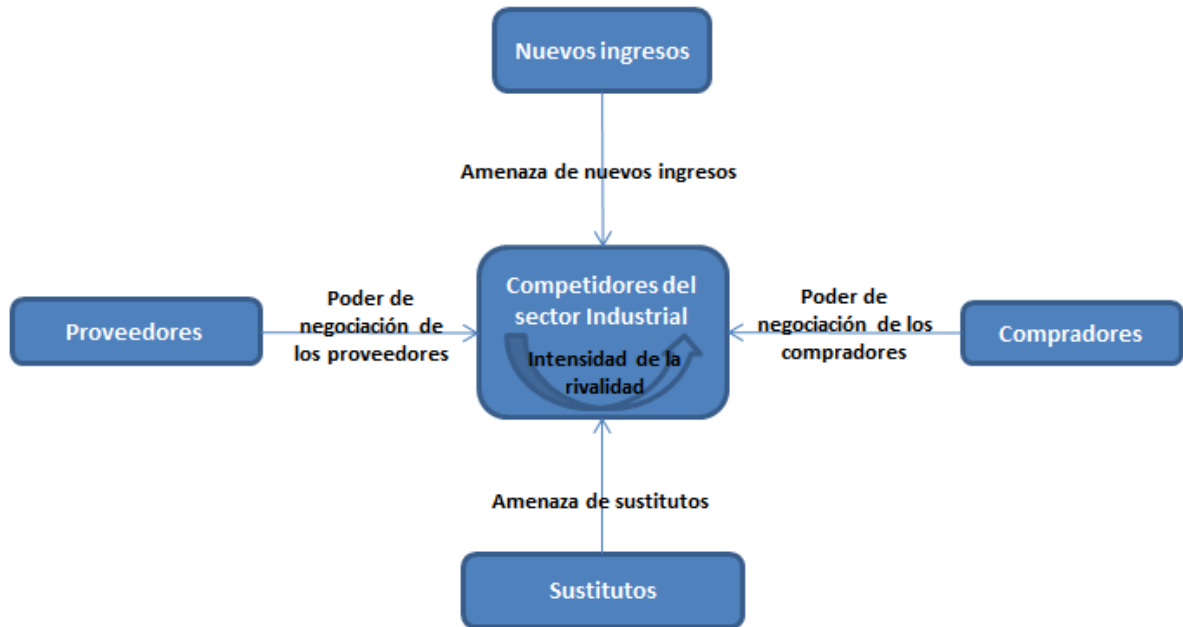 Nuevos ingresos
Amenaza de nuevos ingresos
Competidores del
sector Industrial
Intensidad de la
rivalidad
Proveedores
Poder de
negociación de
los proveedores
Poder de
negociación de los
compradores
Compradores
Amenaza de sustitutos
Sustitutos